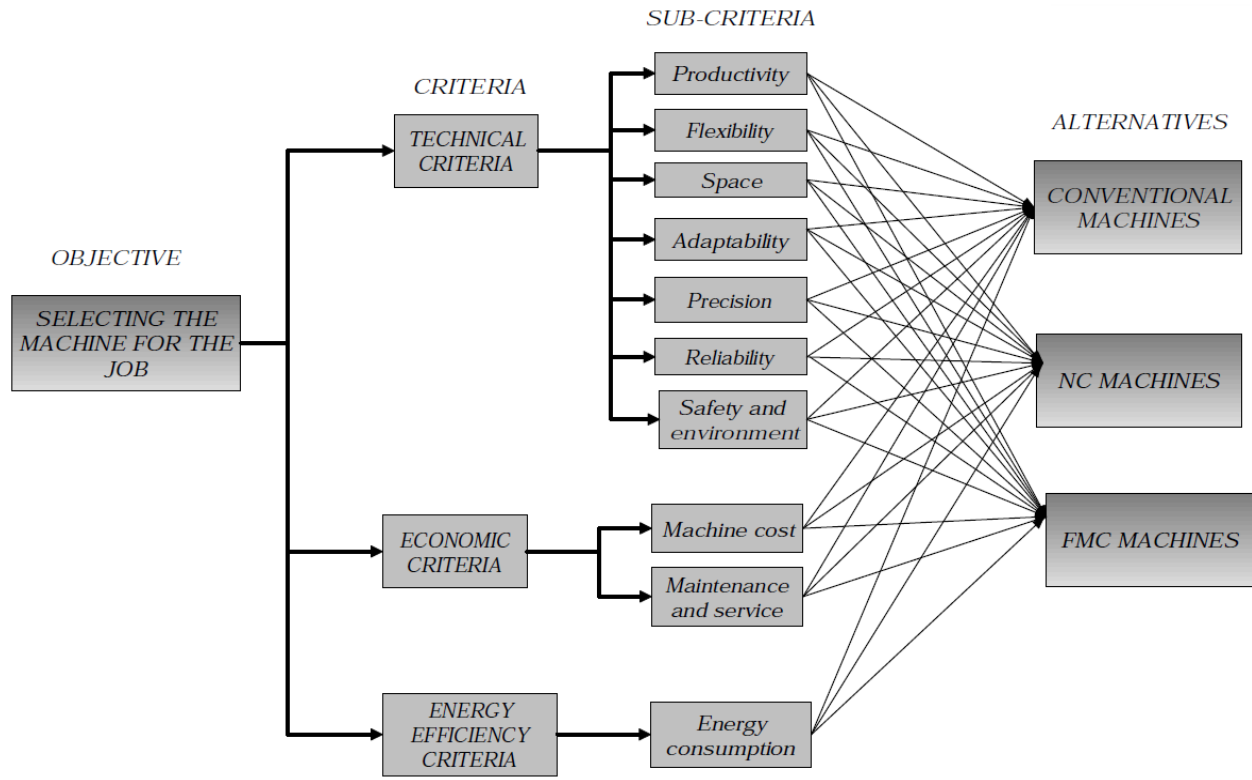 SUB-CRITERIA
Productivity
CRITERIA
TECHNICAL
CRITERIA
Flexibility
ALTERNATIVES
Space
CONVENTIONAL
MACHINES
Adaptability
OBJECTIVE
SELECTING THE
MACHINE FOR THE
JOB
Precision
Reliability
NC MACHINES
Safety and
environment
ECONOMIC
CRITERIA
Machine cost
FMC MACHINES
Maintenance
and service
ENERGY
EFFICIENCY
CRITERIA
Energy
consumption